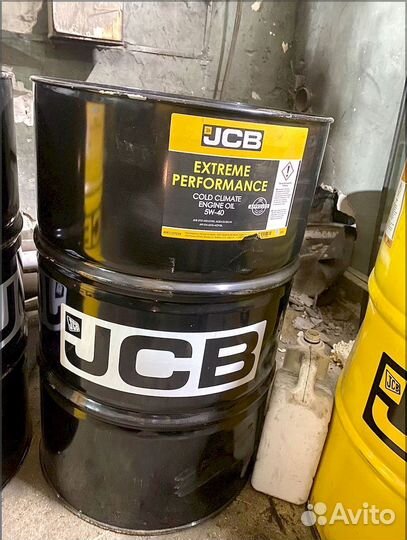 JCB
EXTREME
PERFORMANCE
COLD CLIMATE
ENGINE OIL
5W-40
JCB
JCB
JCB
Avito